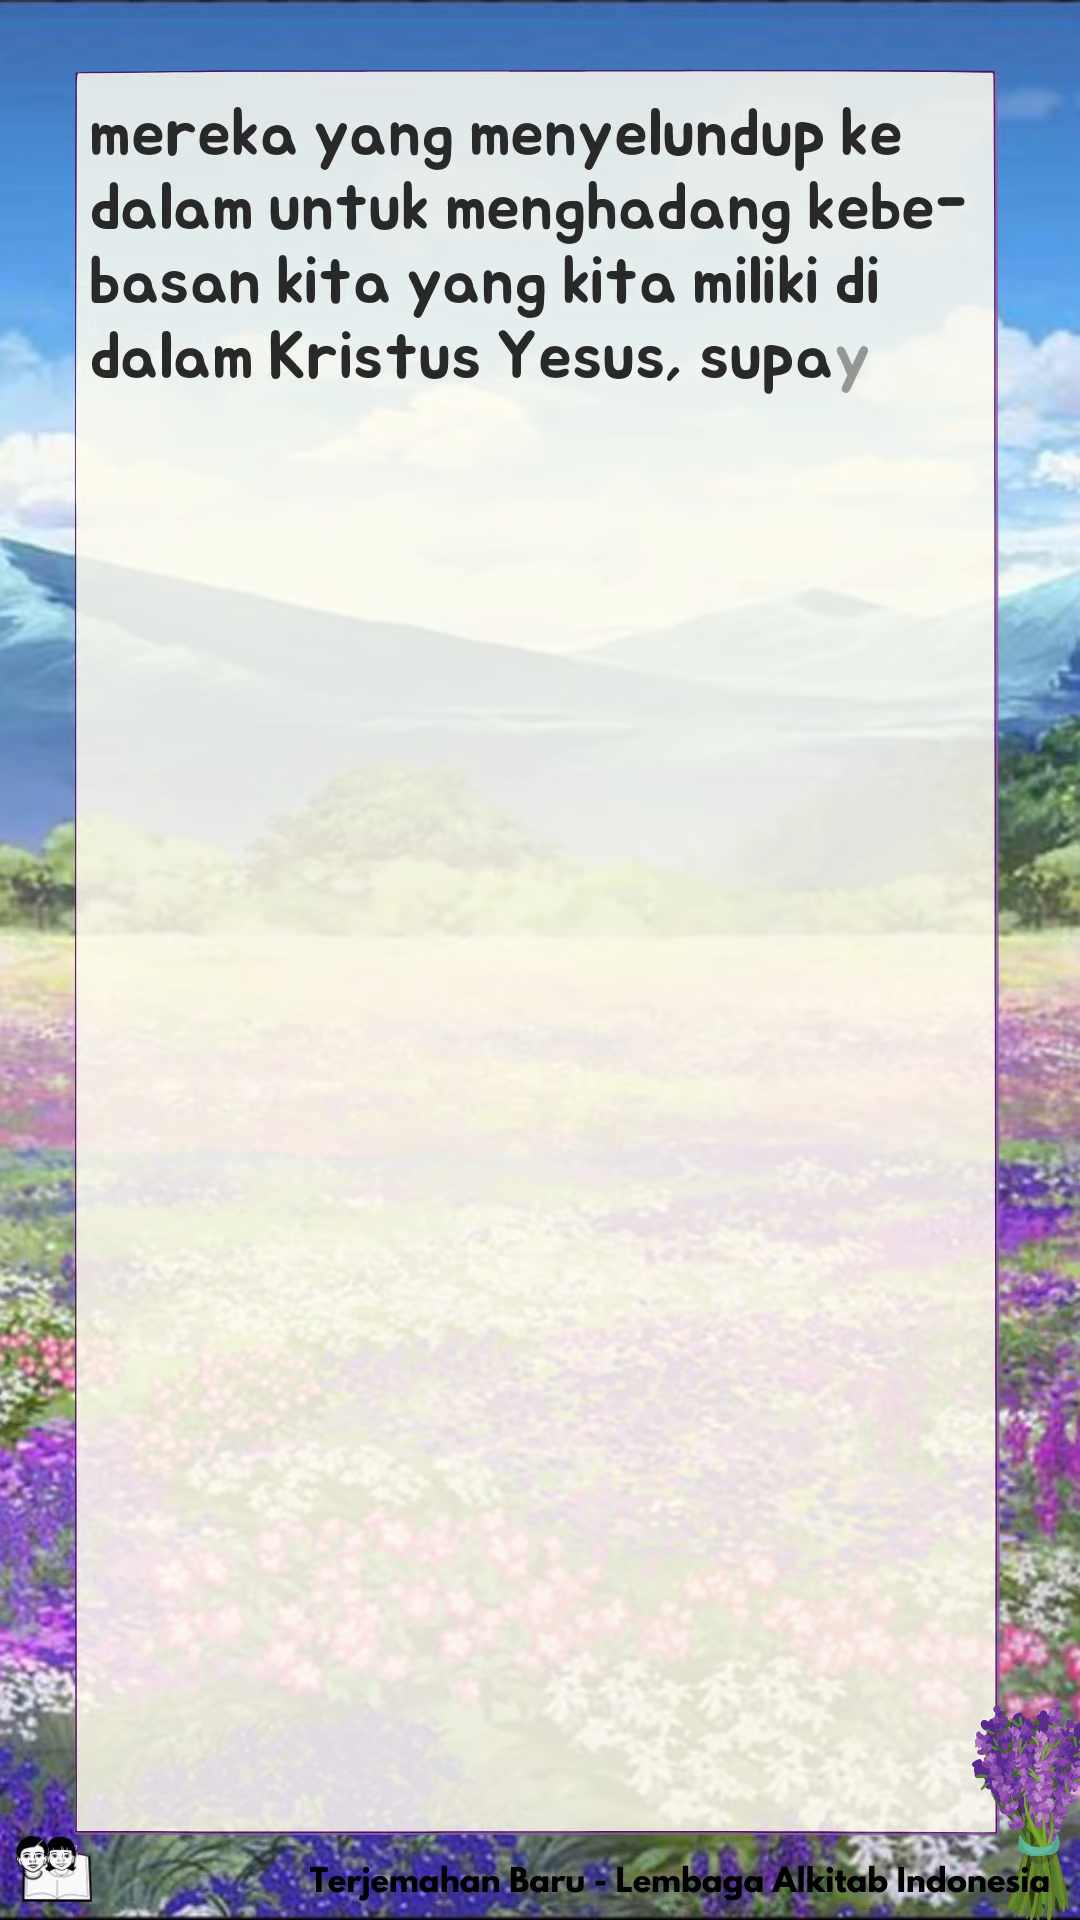 mereka yang menyelundup ke
dalam untuk menghadang kebe-
basan kita yang kita miliki di
dalam Kristus Yesus, supay
Terjemahan Baru - Lembaga Alkitab Indonesia